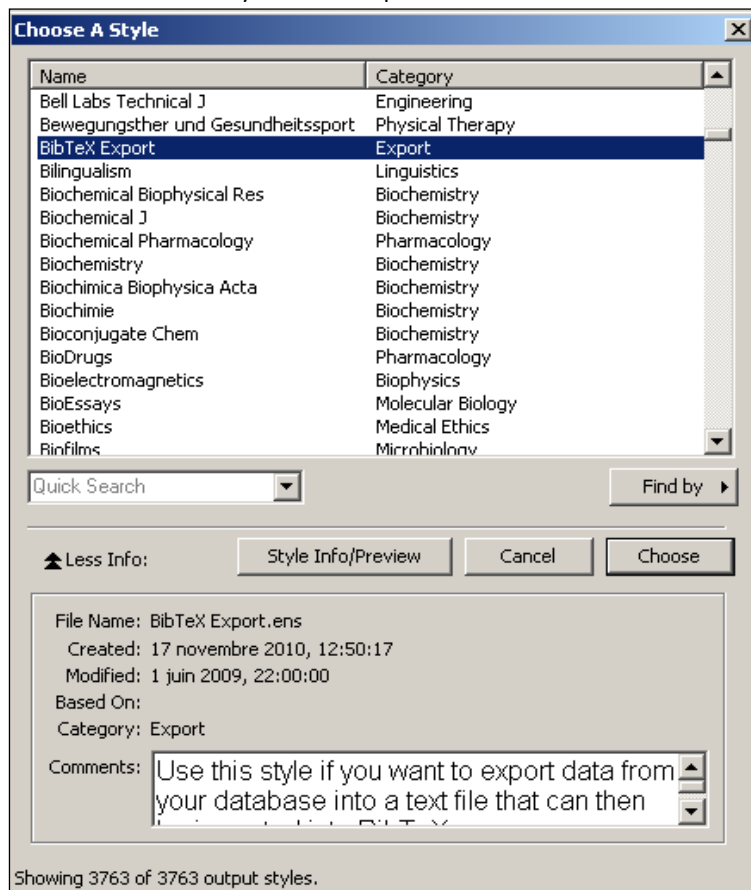 Choose A Style
Name Category
Bell Labs Technical J Engineering
Bewegungsther und Gesundheitssport Physical Therapy
BibTeX Export Export
Bilingualism Linguistics
Biochemical Biophysical Res Biochemistry
Biochemical J Biochemistry
Biochemical Pharmacology Pharmacology
Biochemistry Biochemistry
Biochimica Biophysica Acta Biochemistry
Biochimie Biochemistry
Bioconjugate Chem Biochemistry
BioDrugs Pharmacology
Bioelectromagnetics Biophysics
BioEssays Molecular Biology
Bioethics Medical Ethics
Biofilms Microbiology
Quick Search Find by
Less Info: Style Info/Preview Cancel Choose
File Name: BibTeX Export.ens
Created: 17 novembre 2010, 12:50:17
Modified: 1 juin 2009, 22:00:00
Based On:
Category: Export
Comments: Use this style if you want to export data from
your database into a text file that can then
Showing 3763 of 3763 output styles.